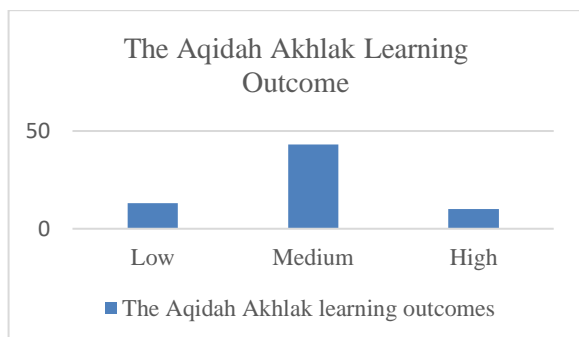 The Aqidah Akhlak Learning
Outcome
50
0
Low Medium High
The Aqidah Akhlak learning outcomes